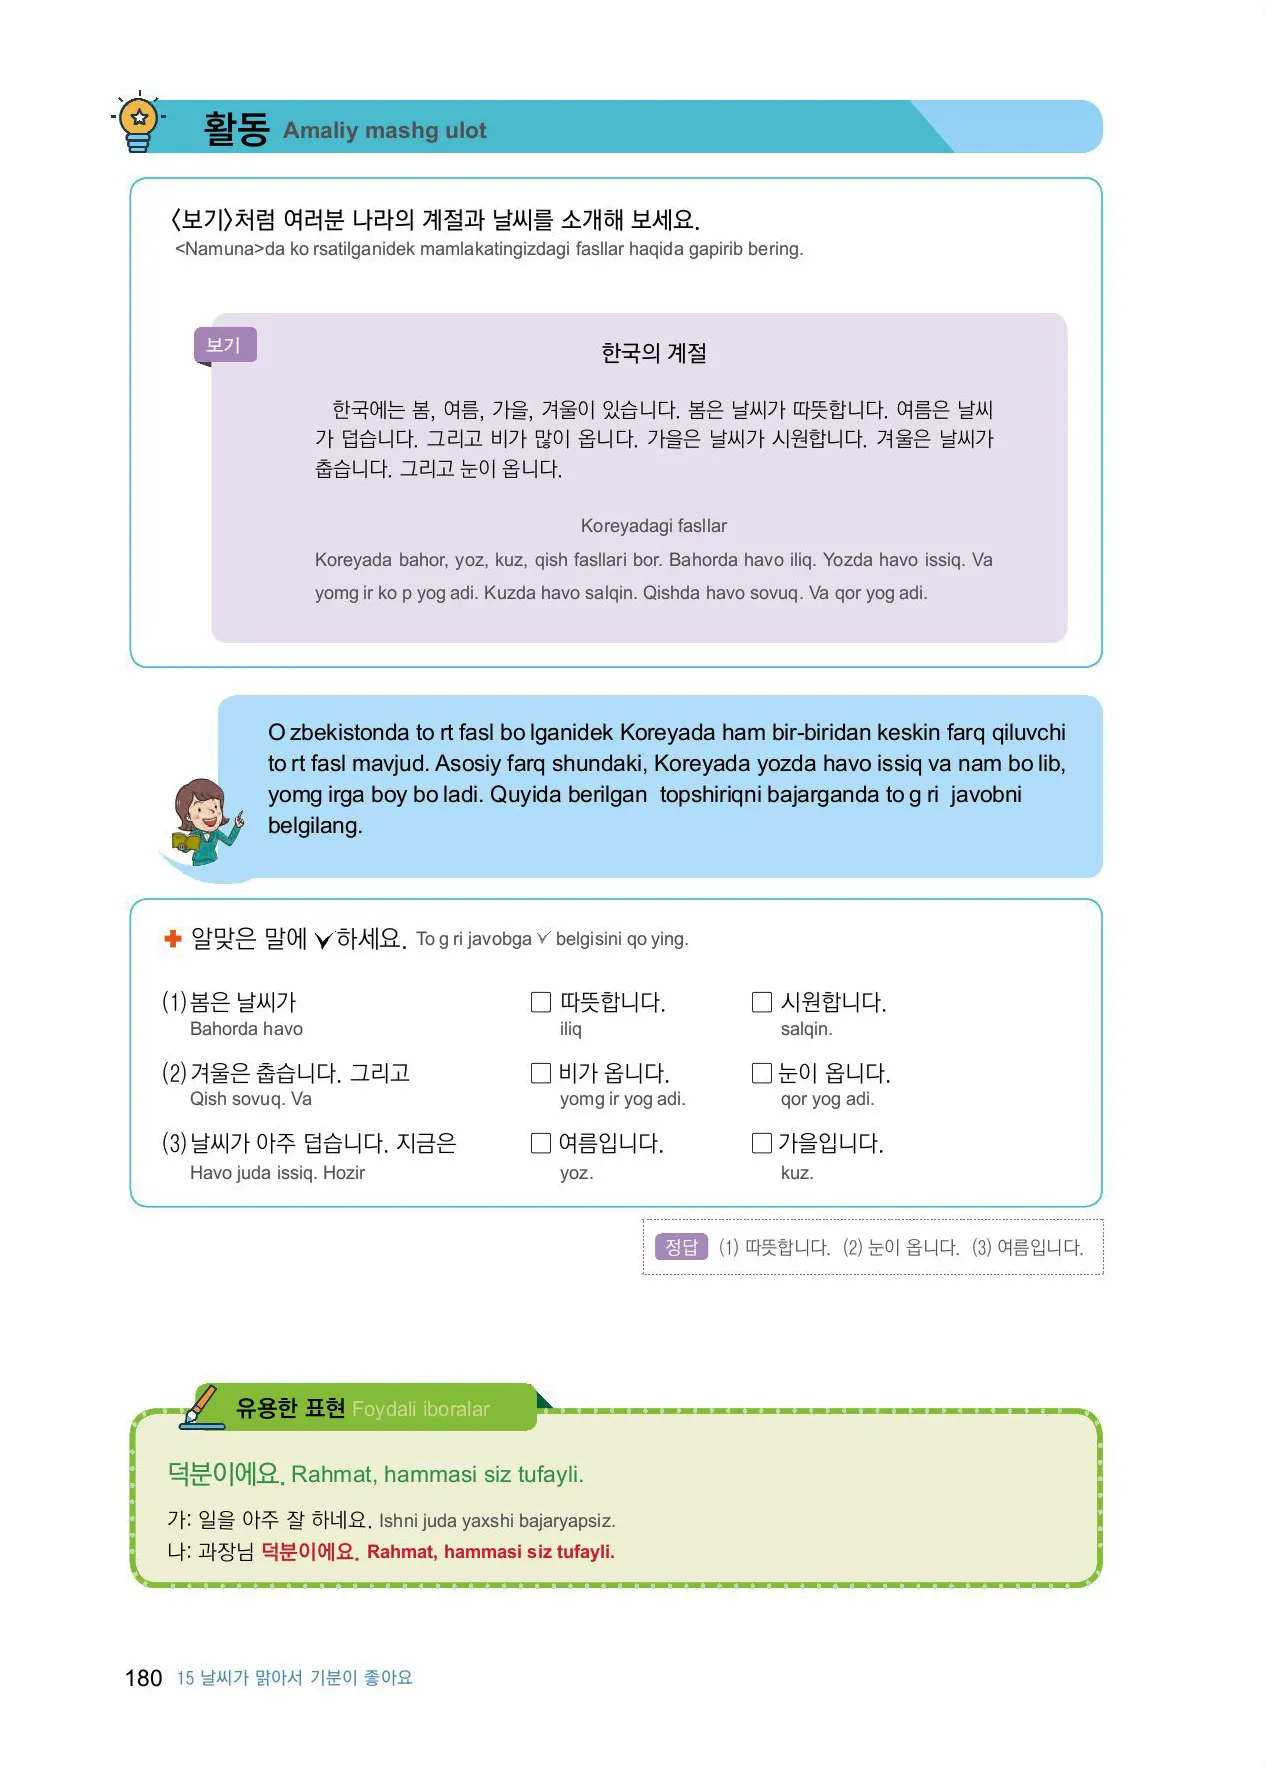 활동 Amaliy mashg ulot
<보기>처럼 여러분 나라의 계절과 날씨를 소개해 보세요.
<Namuna>da ko rsatilganidek mamlakatingizdagi fasllar haqida gapirib bering.
보기
한국의 계절
한국에는 봄, 여름, 가을, 겨울이 있습니다. 봄은 날씨가 따뜻합니다. 여름은 날씨
가 덥습니다. 그리고 비가 많이 옵니다. 가을은 날씨가 시원합니다. 겨울은 날씨가
춥습니다. 그리고 눈이 옵니다.
Koreyadagi fasllar
Koreyada bahor, yoz, kuz, qish fasllari bor. Bahorda havo iliq. Yozda havo issiq. Va
yomg ir ko p yog adi. Kuzda havo salqin. Qishda havo sovuq. Va qor yog adi.
O zbekistonda to rt fasl bo lganidek Koreyada ham bir-biridan keskin farq qiluvchi
to rt fasl mavjud. Asosiy farq shundaki, Koreyada yozda havo issiq va nam bo lib,
yomg irga boy bo ladi. Quyida berilgan topshiriqni bajarganda to g ri javobni
belgilang.
알맞은 말에 ✓하세요. To g ri javobga ✓ belgisini qo ying.
(1) 봄은 날씨가 □ 따뜻합니다. □ 시원합니다.
Bahorda havo iliq salqin.
(2) 겨울은 춥습니다. 그리고 □ 비가 옵니다. □ 눈이 옵니다.
Qish sovuq. Va yomg ir yog adi. qor yog adi.
(3) 날씨가 아주 덥습니다. 지금은 □ 여름입니다. □ 가을입니다.
Havo juda issiq. Hozir yoz. kuz.
정답 (1) 따뜻합니다. (2) 눈이 옵니다. (3) 여름입니다.
유용한 표현 Foydali iboralar
덕분이에요. Rahmat, hammasi siz tufayli.
가: 일을 아주 잘 하네요. Ishni juda yaxshi bajaryapsiz.
나: 과장님 덕분이에요. Rahmat, hammasi siz tufayli.
180 15 날씨가 맑아서 기분이 좋아요